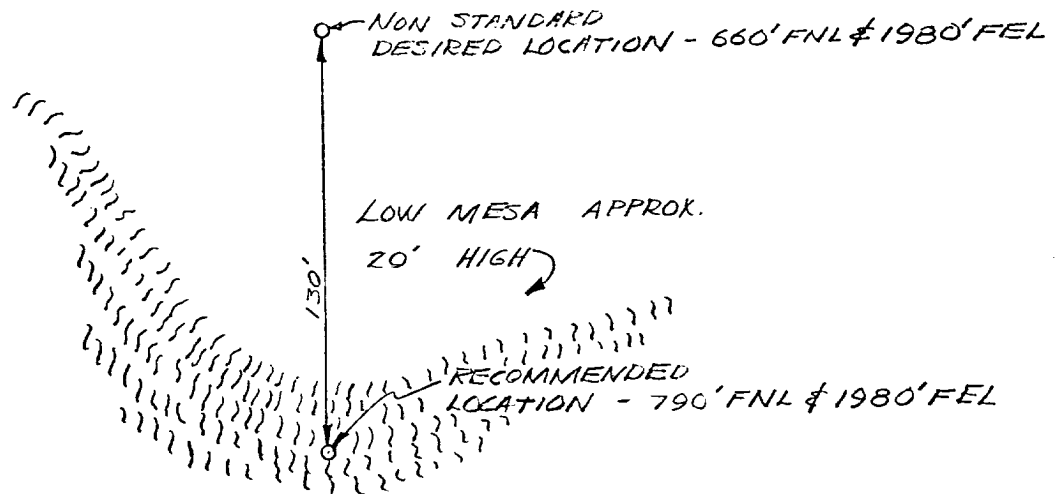 NON STANDARD
DESIRED LOCATION - 660' FNL & 1980' FEL
LOW MESA APPROX.
20' HIGH
130'
RECOMMENDED
LOCATION - 790' FNL & 1980' FEL